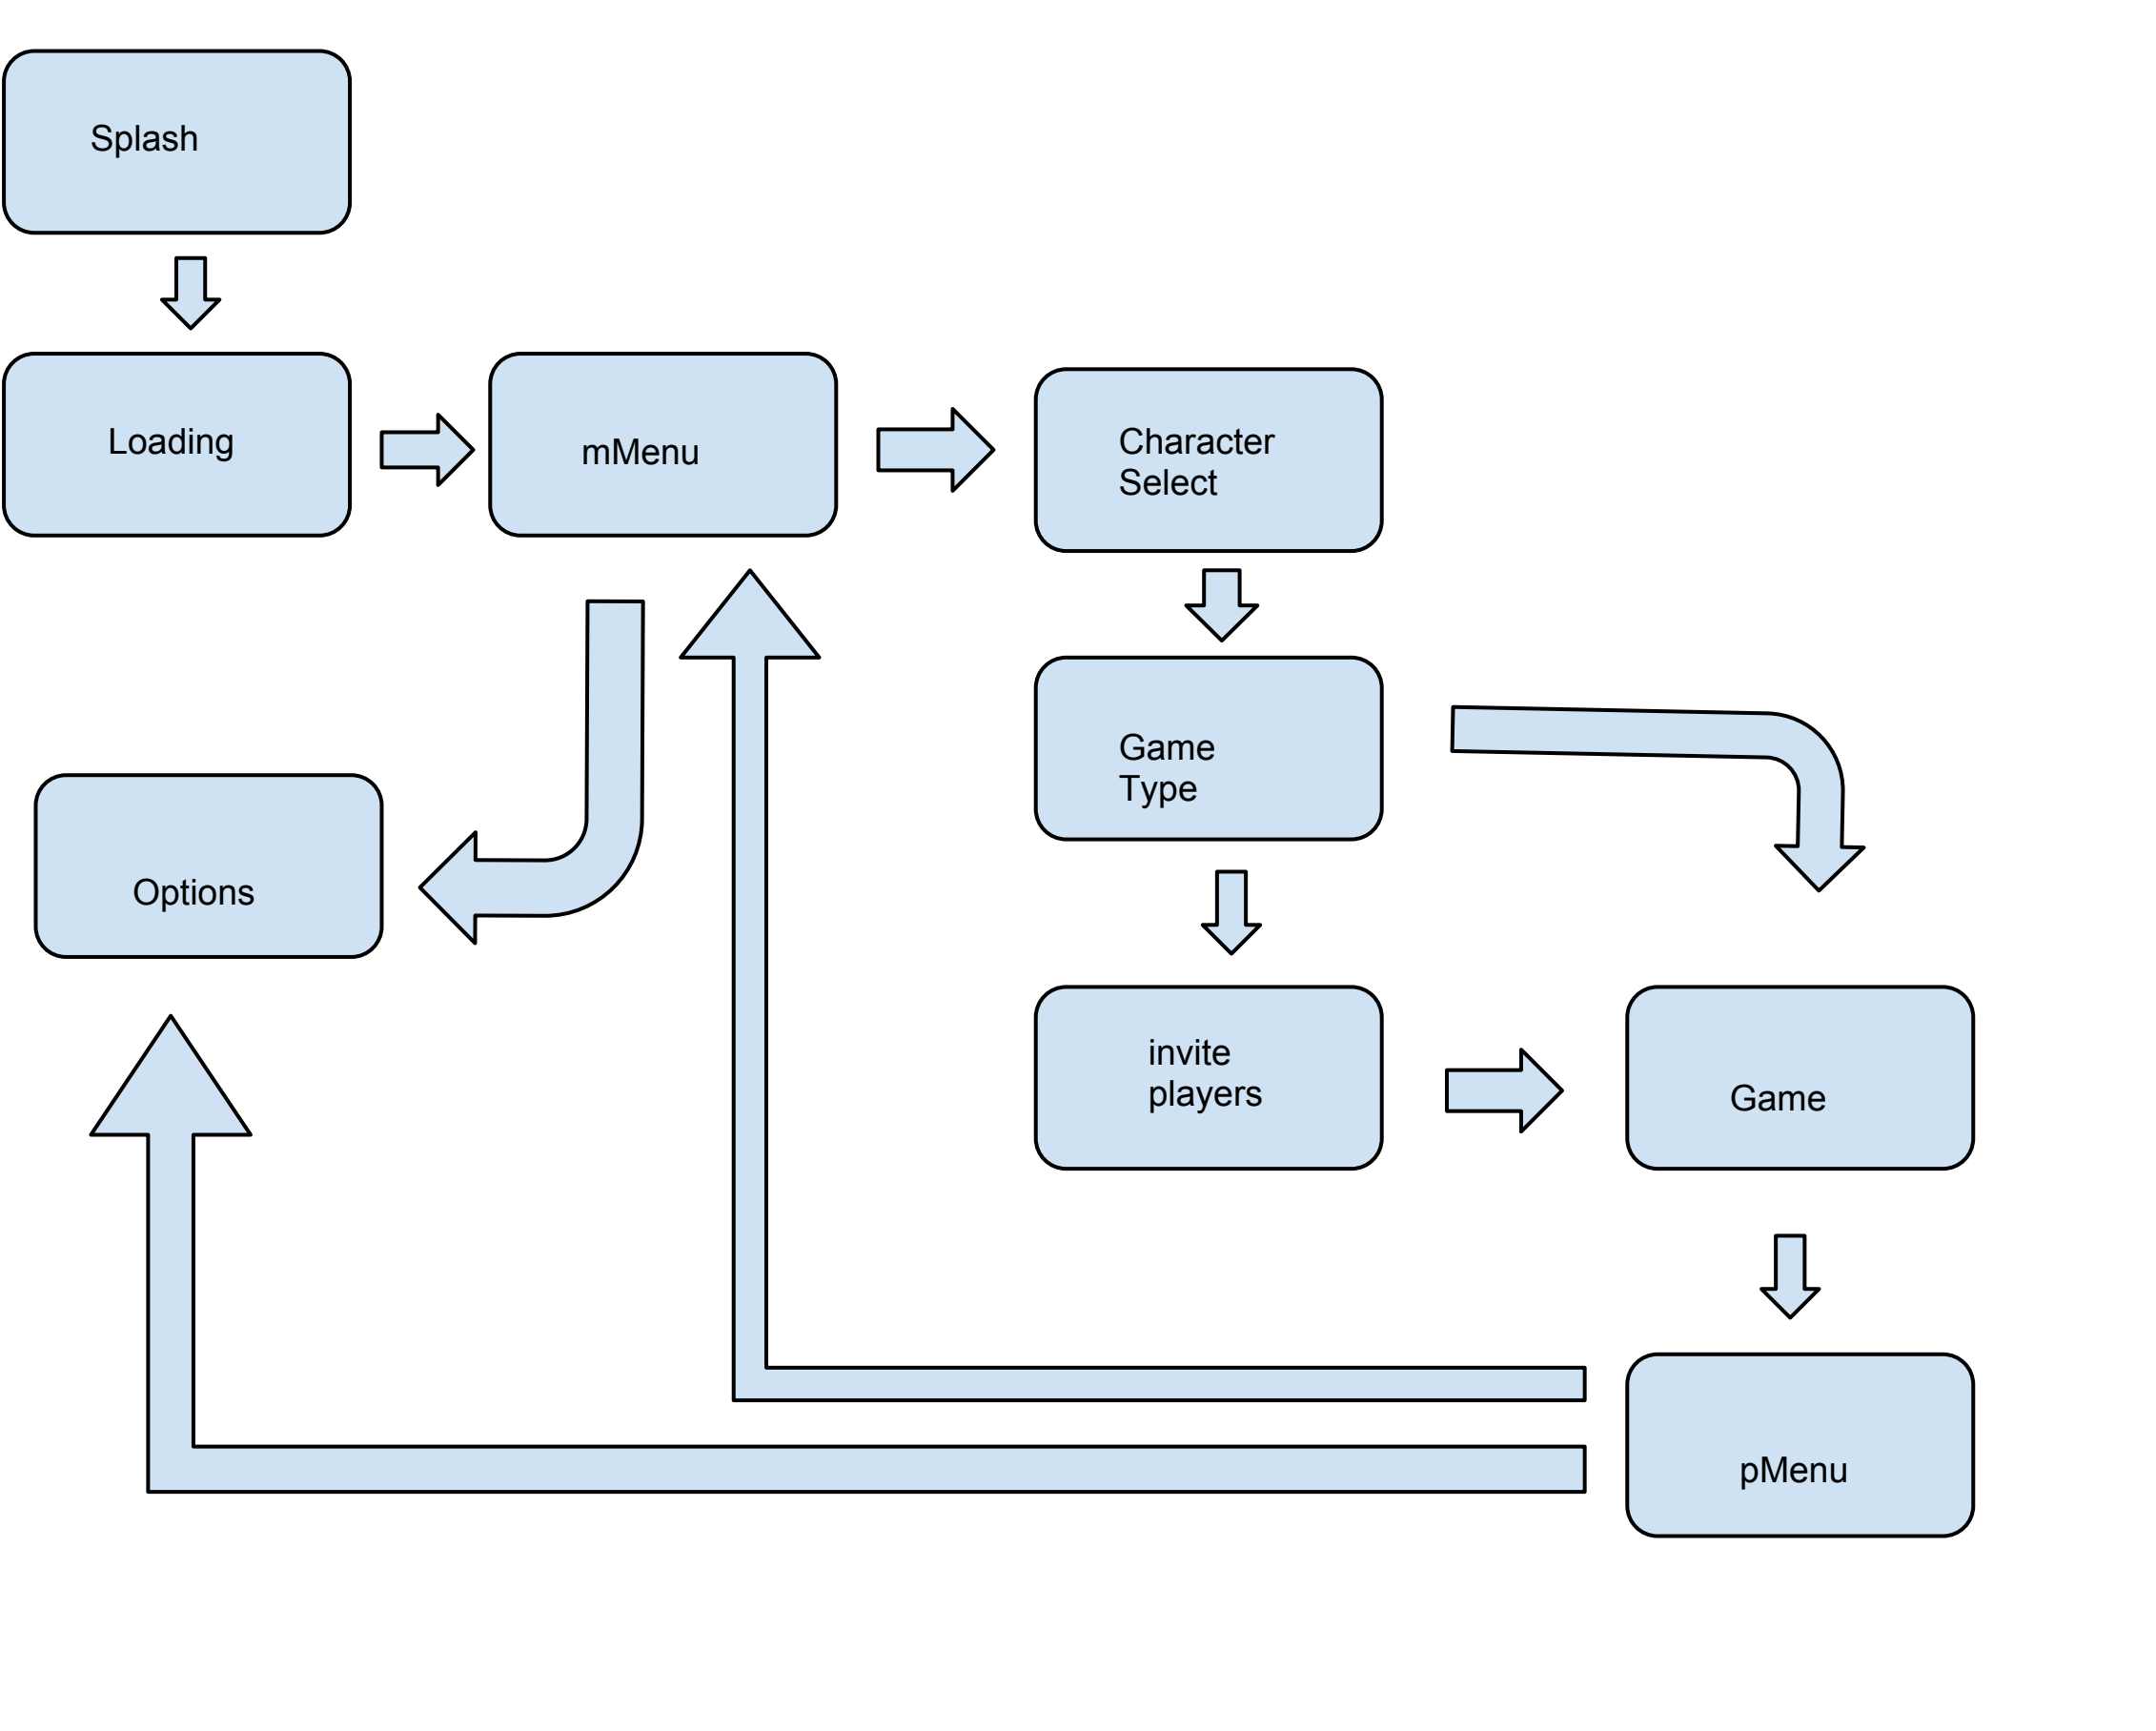 Splash
Loading
mMenu
Character
Select
Game
Type
Options
invite
players
Game
pMenu